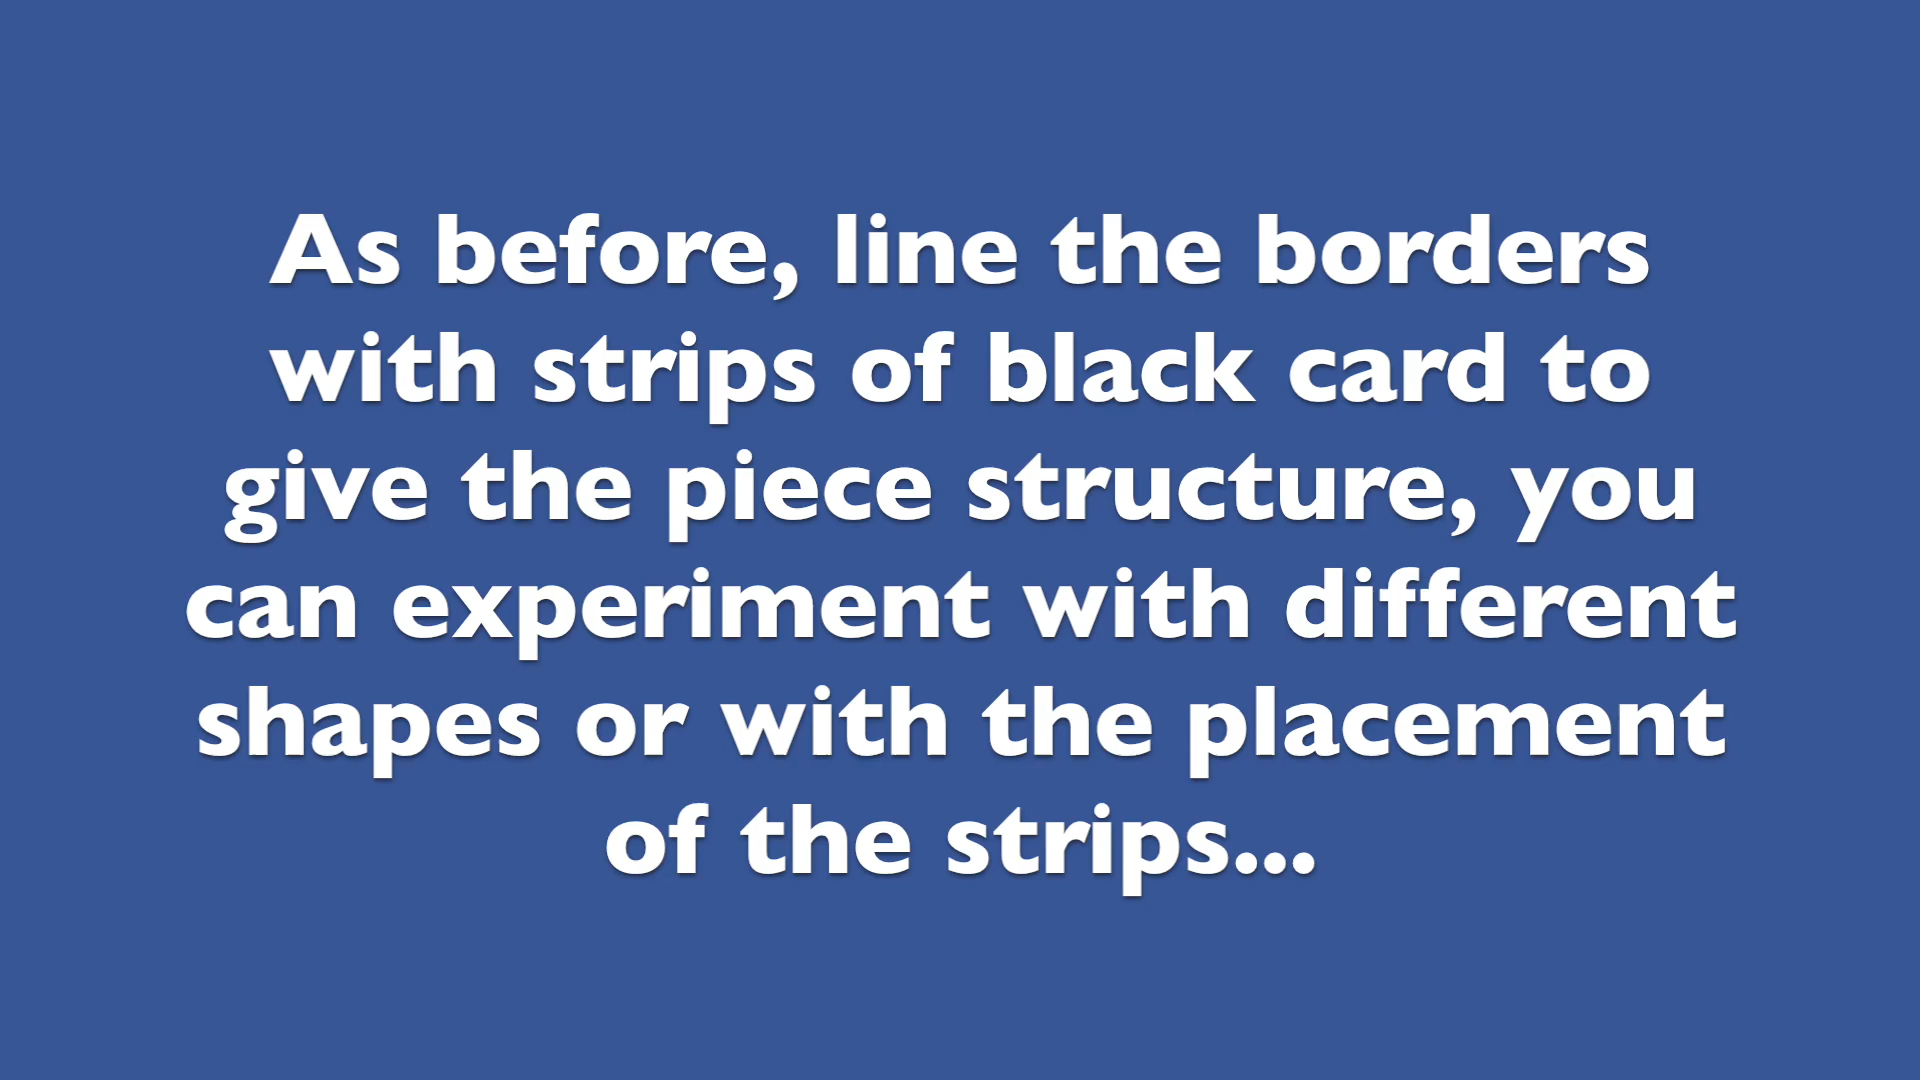 As before, line the borders
with strips of black card to
give the piece structure, you
can experiment with different
shapes or with the placement
of the strips...